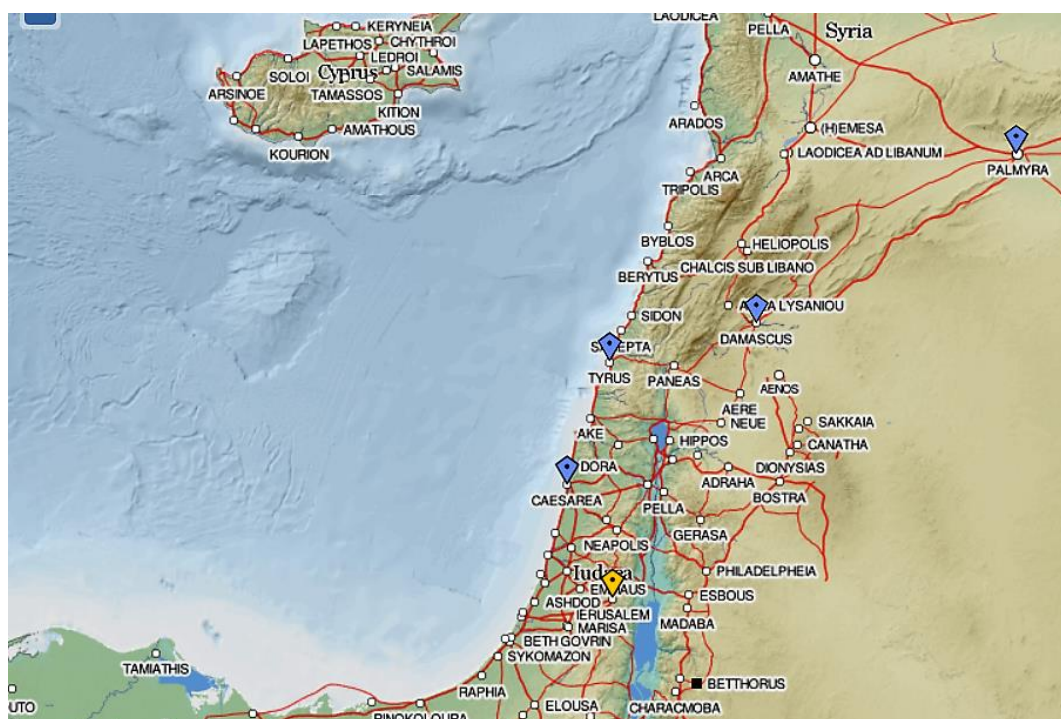 LAODICEA
KERYNEIA
PELLA
Syria
LAPETHOS
CHYTHROI
LEDROI
SOLOI
Cyprus
SALAMIS
AMATHE
ARSINOE
TAMASSOS
KITION
ARADOS
AMATHOUS
(H)EMESA
KOURION
LAODICEA AD LIBANUM
ARCA
PALMYRA
TRIPOLIS
BYBLOS
HELIOPOLIS
BERYTUS
CHALCIS SUB LIBANO
LYSANIOU
SIDON
DAMASCUS
TYRUS
PANEAS
AENOS
AERE
NEUE
SAKKAIA
AKE
HIPPOS
CANATHA
DORA
DIONYSIAS
ADRAHA
CAESAREA
BOSTRA
PELLA
GERASA
NEAPOLIS
PHILADELPHEIA
ESBOUS
ASHDOD
IERUSALEM
MADABA
MARISA
BETH GOVRIN
SYKOMAZON
TAMIATHIS
RAPHIA
BETTHORUS
ELOUSA
CHARACMOBA